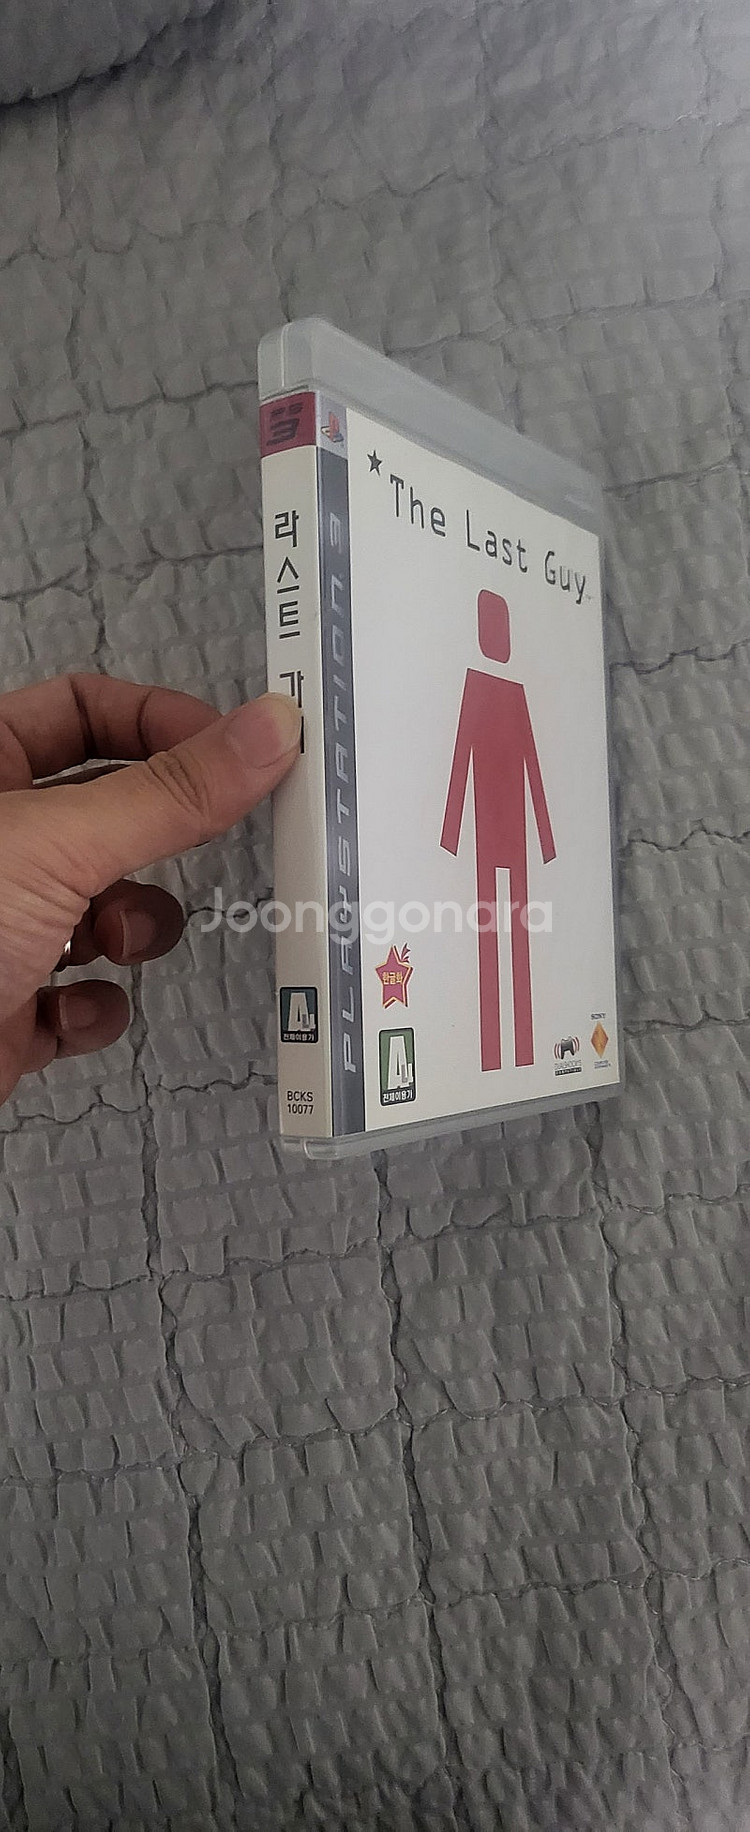 라스트 가
PLAYSTATION 3
BCKS
10077
★The Last Guy
한글화
A
전체이용가
A
전체이용가
Joonggonara